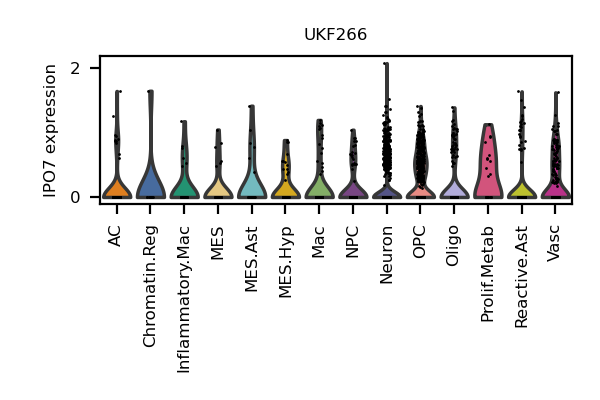 UKF266
IPO7 expression
2
0
AC
Chromatin.Reg
Inflammatory.Mac
MES
MES.Ast
MES.Hyp
Mac
NPC
Neuron
OPC
Oligo
Prolif.Metab
Reactive.Ast
Vasc